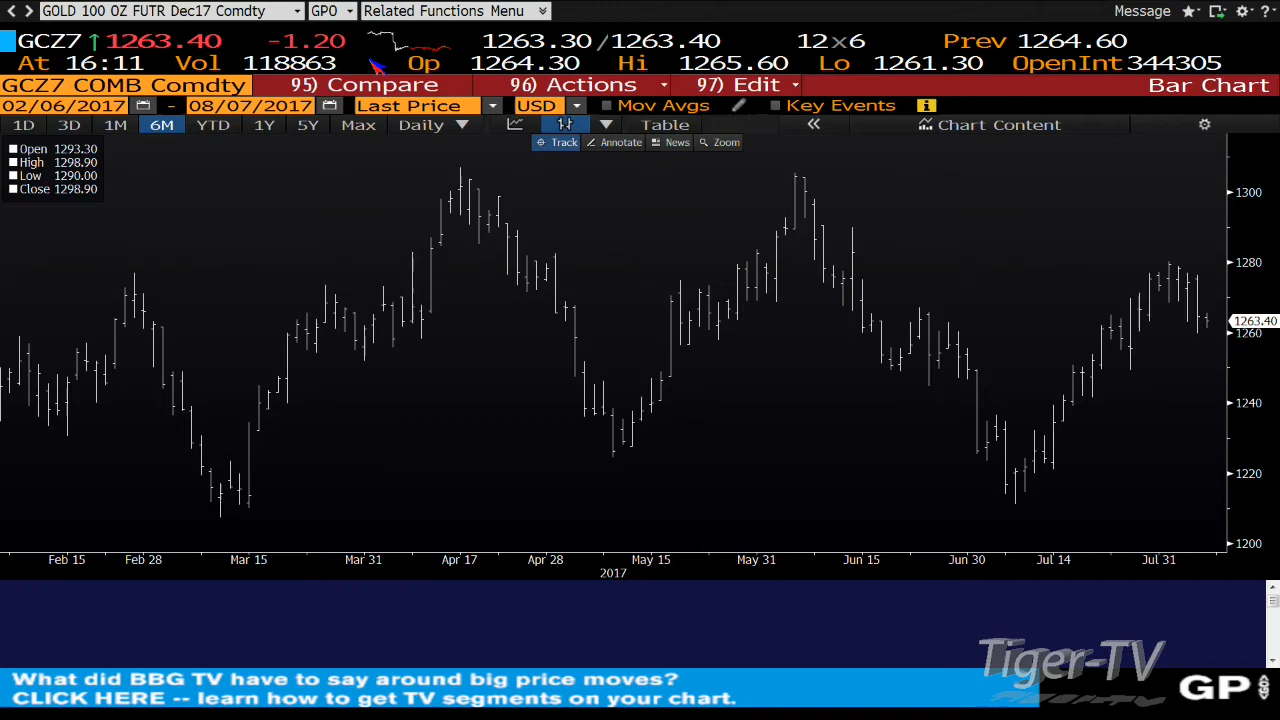 GOLD 100 OZ FUTR Dec17 Comdty GPO Related Functions Menu Message ?
GCZ7 ↑1263.40 -1.20 1263.30/1263.40 12×6 Prev 1264.60
At 16:11 Vol 118863 Op 1264.30 Hi 1265.60 Lo 1261.30 OpenInt 344305
GCZ7 COMB Comdty 95) Compare 96) Actions 97) Edit Bar Chart
02/06/2017 - 08/07/2017 Last Price USD Mov Avgs Key Events i
1D 3D 1M 6M YTD 1Y 5Y Max Daily Table « Chart Content
Track Annotate News Zoom
Open 1293.30
High 1298.90
Low 1290.00
Close 1298.90
1300
1280
1263.40
1260
1240
1220
1200
Feb 15 Feb 28 Mar 15 Mar 31 Apr 17 Apr 28 May 15 May 31 Jun 15 Jun 30 Jul 14 Jul 31
2017
Tiger-TV
What did BBG TV have to say around big price moves?
CLICK HERE -- learn how to get TV segments on your chart.
GP